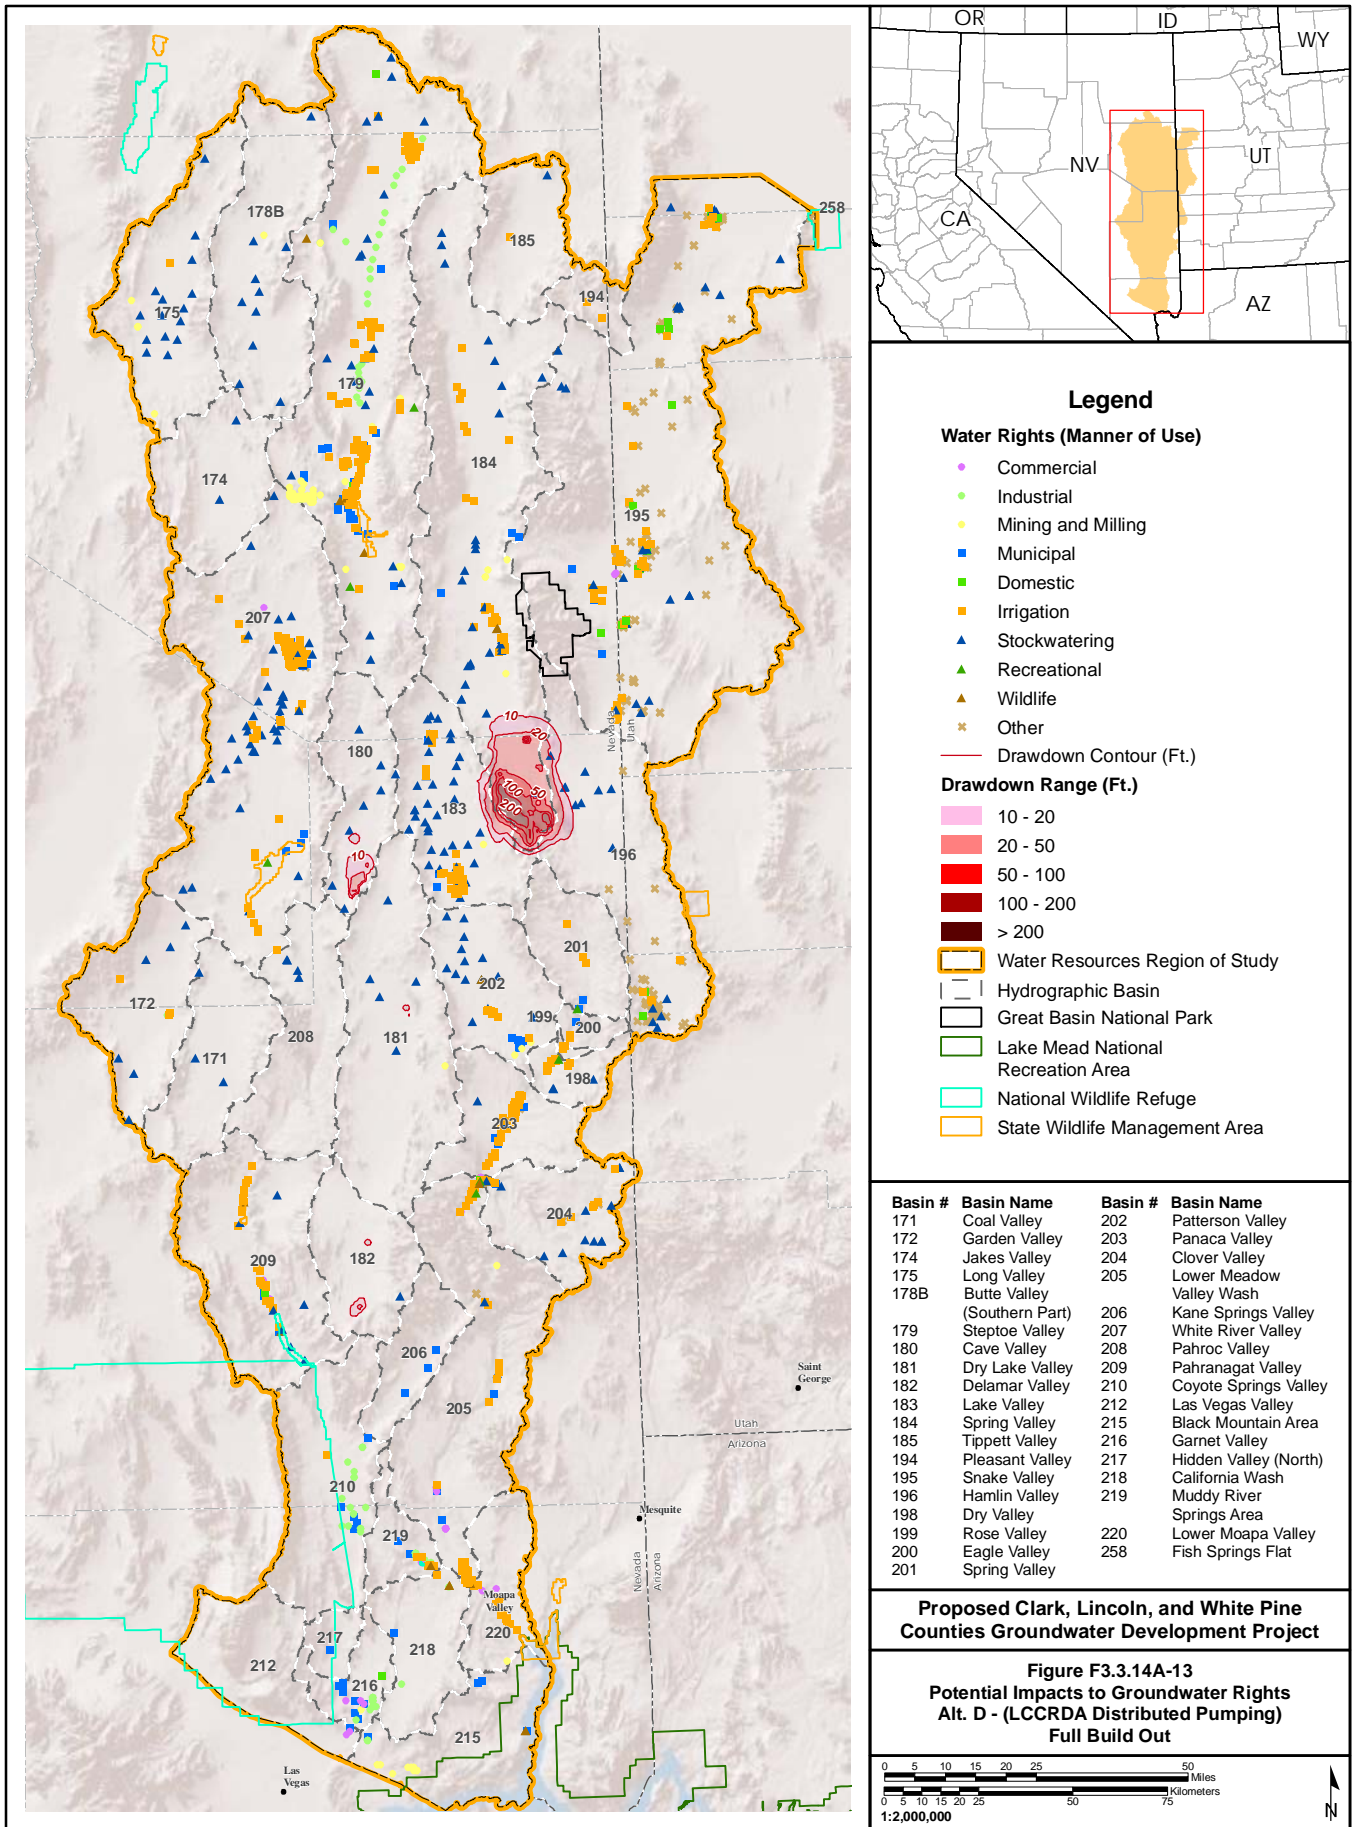 OR
ID
WY
NV
UT
CA
AZ
258
178B
185
194
175
179
184
174
195
207
10
20
Nevada
Utah
180
100
50
200
183
196
10
201
202
172
199
200
208
181
171
198
203
204
209
182
206
205
Saint
George
Utah
Arizona
210
Mesquite
219
Nevada
Arizona
Moapa
Valley
217
218
220
212
216
215
Las
Vegas
Legend
Water Rights (Manner of Use)
Commercial
Industrial
Mining and Milling
Municipal
Domestic
Irrigation
Stockwatering
Recreational
Wildlife
Other
Drawdown Contour (Ft.)
Drawdown Range (Ft.)
10 - 20
20 - 50
50 - 100
100 - 200
> 200
Water Resources Region of Study
Hydrographic Basin
Great Basin National Park
Lake Mead National
Recreation Area
National Wildlife Refuge
State Wildlife Management Area
Basin # Basin Name Basin # Basin Name
171 Coal Valley 202 Patterson Valley
172 Garden Valley 203 Panaca Valley
174 Jakes Valley 204 Clover Valley
175 Long Valley 205 Lower Meadow
178B Butte Valley Valley Wash
(Southern Part) 206 Kane Springs Valley
179 Steptoe Valley 207 White River Valley
180 Cave Valley 208 Pahroc Valley
181 Dry Lake Valley 209 Pahranagat Valley
182 Delamar Valley 210 Coyote Springs Valley
183 Lake Valley 212 Las Vegas Valley
184 Spring Valley 215 Black Mountain Area
185 Tippett Valley 216 Garnet Valley
194 Pleasant Valley 217 Hidden Valley (North)
195 Snake Valley 218 California Wash
196 Hamlin Valley 219 Muddy River
198 Dry Valley Springs Area
199 Rose Valley 220 Lower Moapa Valley
200 Eagle Valley 258 Fish Springs Flat
201 Spring Valley
Proposed Clark, Lincoln, and White Pine
Counties Groundwater Development Project
Figure F3.3.14A-13
Potential Impacts to Groundwater Rights
Alt. D - (LCCRDA Distributed Pumping)
Full Build Out
0 5 10 15 20 25 50
Miles
Kilometers
0 5 10 15 20 25 50 75
1:2,000,000
N